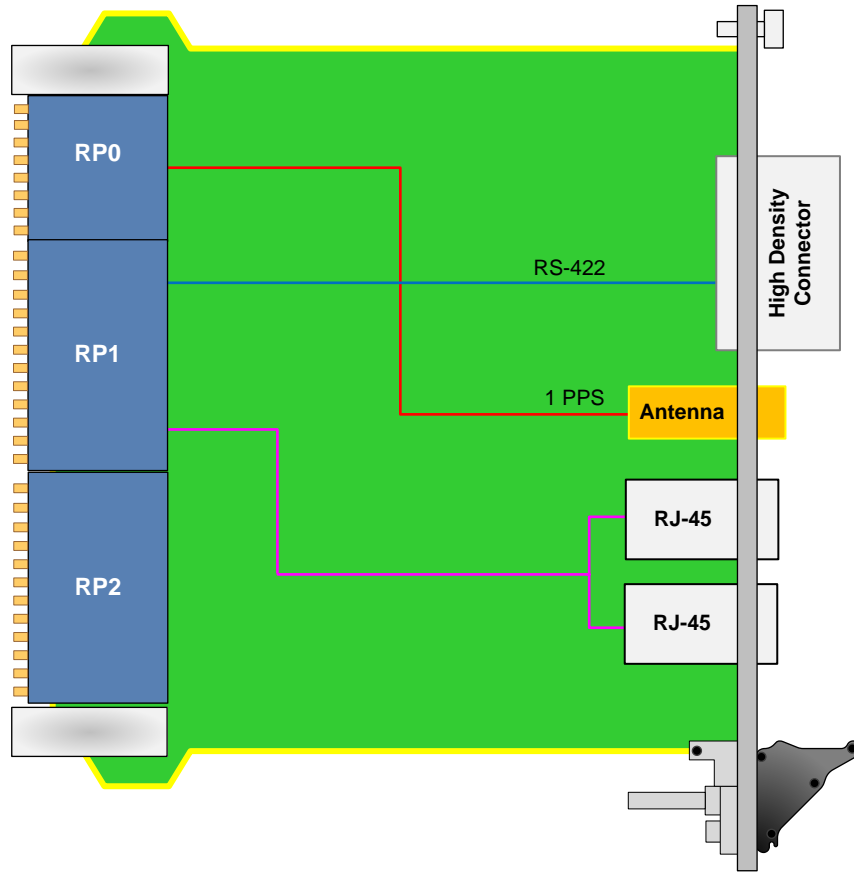 RP0
RP1
RP2
RS-422
1 PPS
High Density
Connector
Antenna
RJ-45
RJ-45